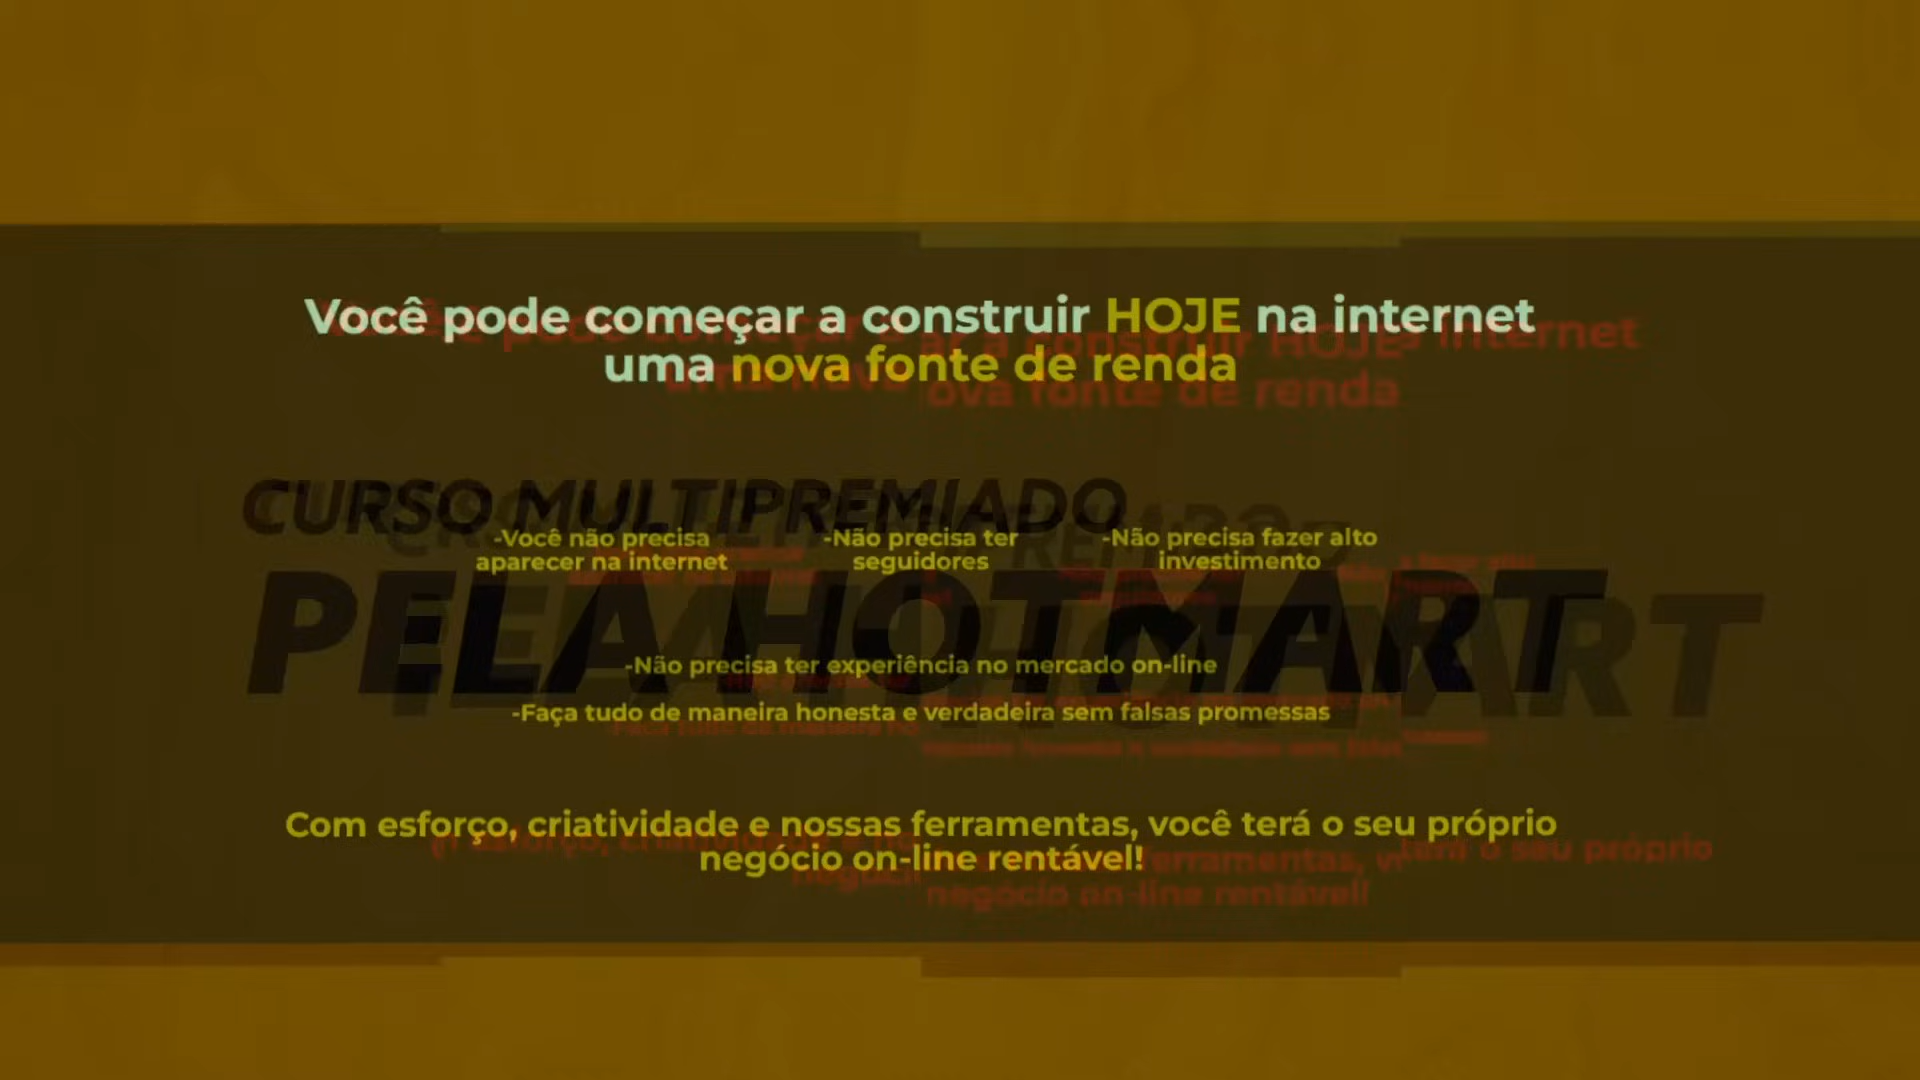 Você pode começar a construir HOJE na internet
uma nova fonte de renda
CURSO MULTIPREMIADO
-Você não precisa
aparecer na internet
-Não precisa ter
seguidores
-Não precisa fazer alto
investimento
PELA HOTMART
-Não precisa ter experiência no mercado on-line
-Faça tudo de maneira honesta e verdadeira sem falsas promessas
Com esforço, criatividade e nossas ferramentas, você terá o seu próprio
negócio on-line rentável!